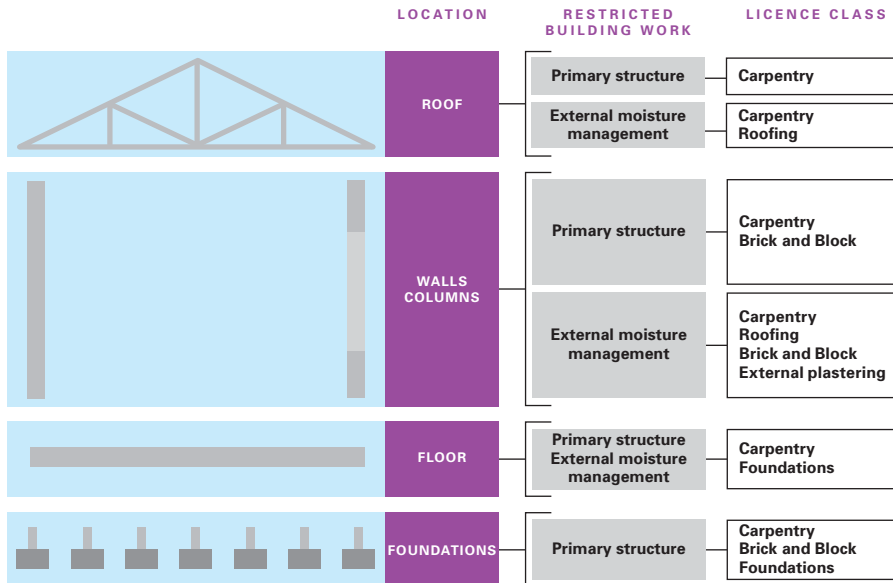 LOCATION
RESTRICTED
BUILDING WORK
LICENCE CLASS
ROOF
Primary structure
Carpentry
External moisture
management
Carpentry
Roofing
WALLS
COLUMNS
Primary structure
Carpentry
Brick and Block
External moisture
management
Carpentry
Roofing
Brick and Block
External plastering
FLOOR
Primary structure
External moisture
management
Carpentry
Foundations
FOUNDATIONS
Primary structure
Carpentry
Brick and Block
Foundations